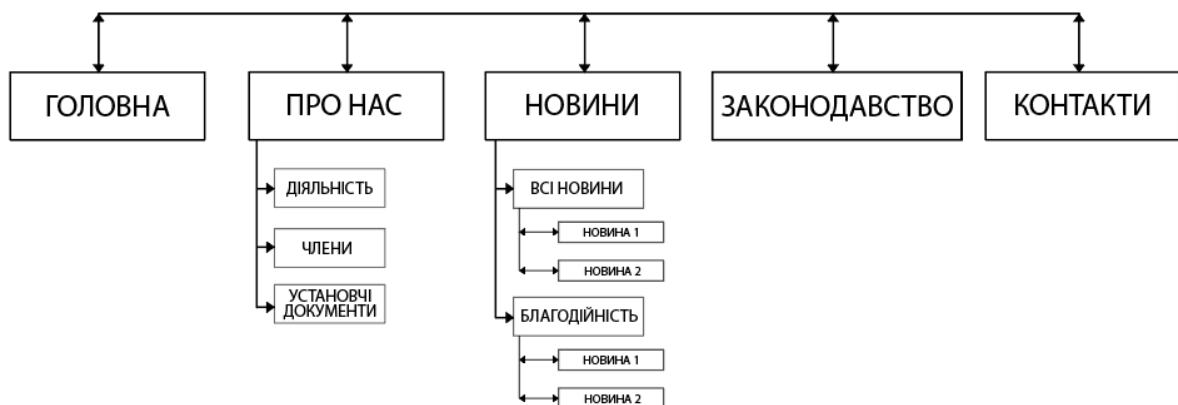 ГОЛОВНА
ПРО НАС
НОВИНИ
ЗАКОНОДАВСТВО
КОНТАКТИ
ДІЯЛЬНІСТЬ
ЧЛЕНИ
УСТАНОВЧІ
ДОКУМЕНТИ
ВСІ НОВИНИ
НОВИНА 1
НОВИНА 2
БЛАГОДІЙНІСТЬ
НОВИНА 1
НОВИНА 2